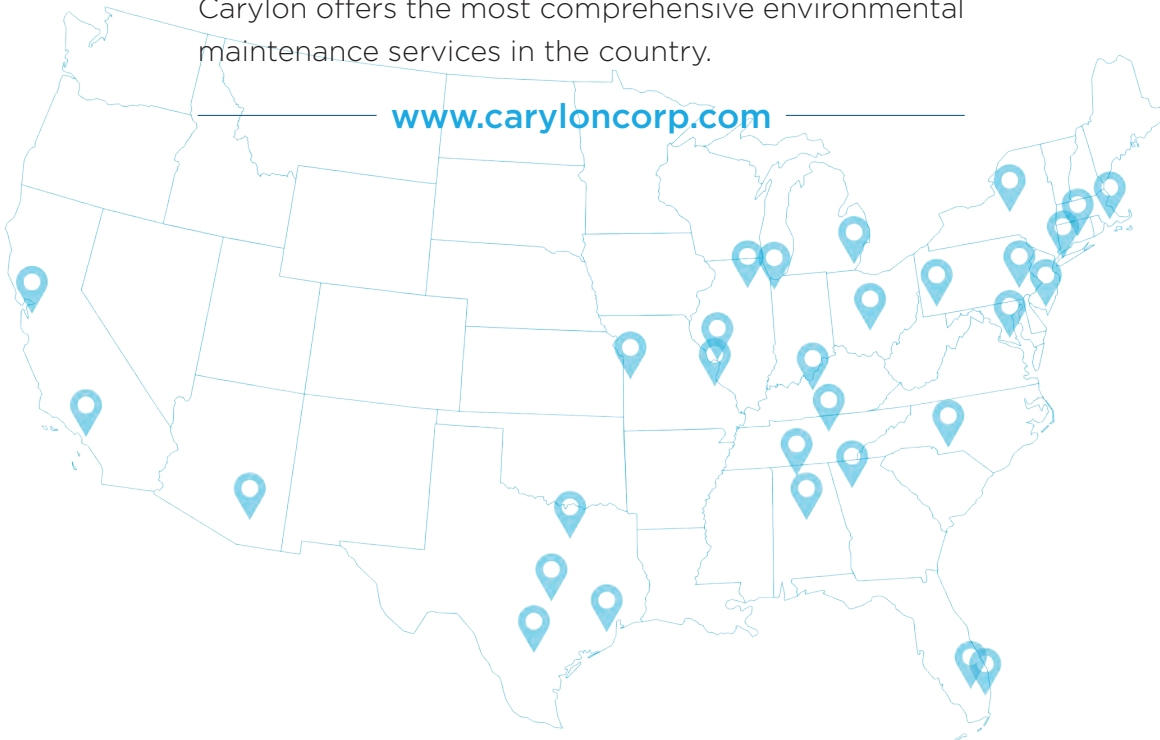 Carylon offers the most comprehensive environmental
maintenance services in the country.
www.caryloncorp.com